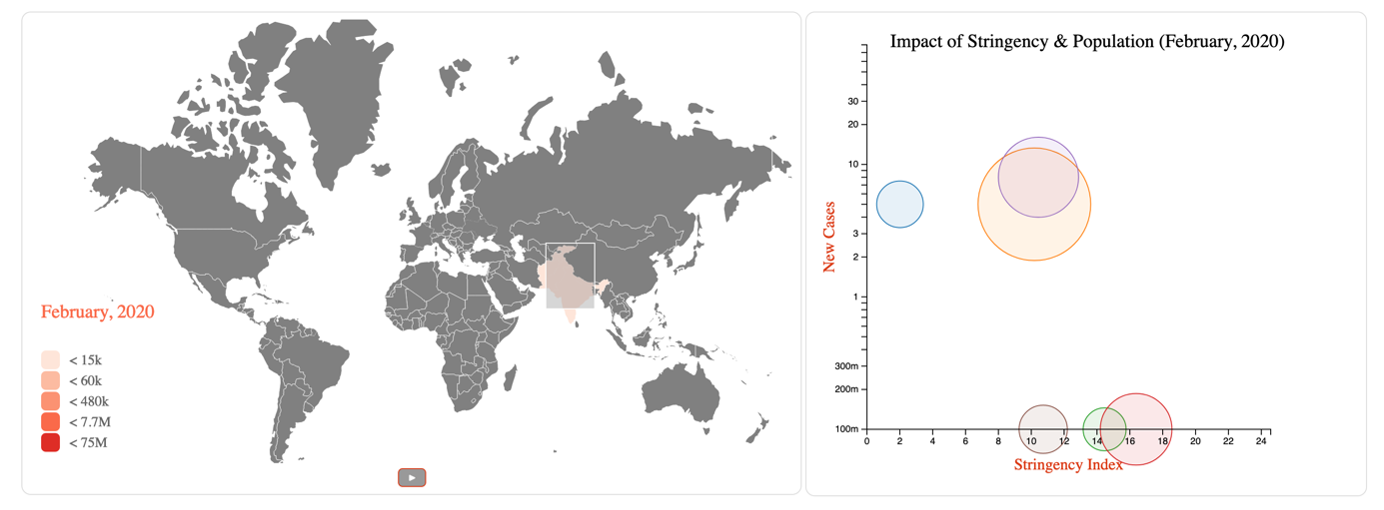 February, 2020
< 15k
< 60k
< 480k
< 7.7M
< 75M
Impact of Stringency & Population (February, 2020)
New Cases
30
20
10
3
2
1
300m
200m
100m
0 2 4 6 8 10 12 14 16 18 20 22 24
Stringency Index